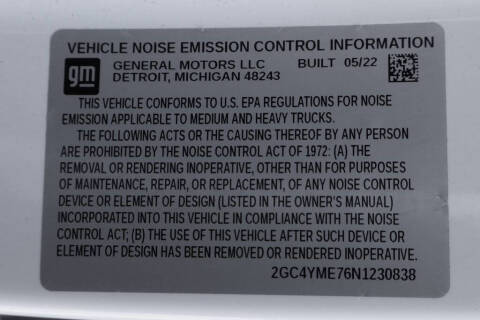 VEHICLE NOISE EMISSION CONTROL INFORMATION
gm
GENERAL MOTORS LLC BUILT 05/22
DETROIT, MICHIGAN 48243
THIS VEHICLE CONFORMS TO U.S. EPA REGULATIONS FOR NOISE
EMISSION APPLICABLE TO MEDIUM AND HEAVY TRUCKS.
THE FOLLOWING ACTS OR THE CAUSING THEREOF BY ANY PERSON
ARE PROHIBITED BY THE NOISE CONTROL ACT OF 1972: (A) THE
REMOVAL OR RENDERING INOPERATIVE, OTHER THAN FOR PURPOSES
OF MAINTENANCE, REPAIR, OR REPLACEMENT, OF ANY NOISE CONTROL
DEVICE OR ELEMENT OF DESIGN (LISTED IN THE OWNER'S MANUAL)
INCORPORATED INTO THIS VEHICLE IN COMPLIANCE WITH THE NOISE
CONTROL ACT; (B) THE USE OF THIS VEHICLE AFTER SUCH DEVICE OR
ELEMENT OF DESIGN HAS BEEN REMOVED OR RENDERED INOPERATIVE.
2GC4YME76N1230838